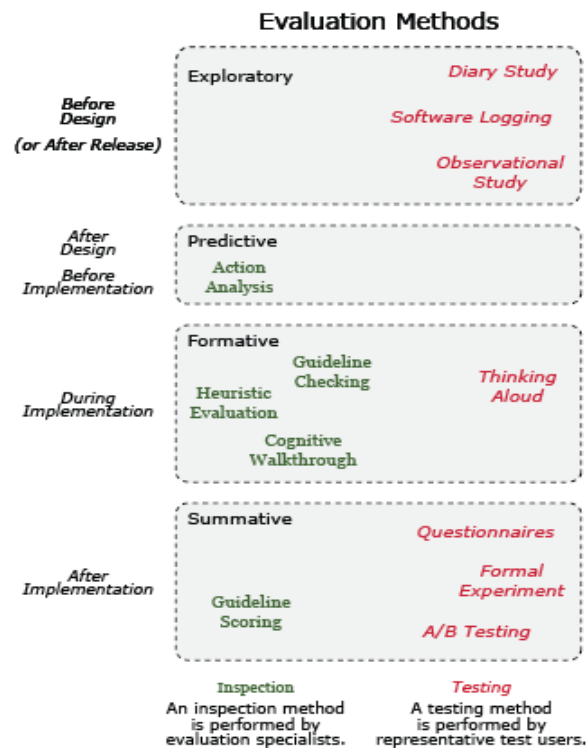 Evaluation Methods
Before
Design
(or After Release)
Exploratory
Diary Study
Software Logging
Observational
Study
After
Design
Before
Implementation
Predictive
Action
Analysis
During
Implementation
Formative
Guideline
Checking
Heuristic
Evaluation
Cognitive
Walkthrough
Thinking
Aloud
After
Implementation
Summative
Guideline
Scoring
Questionnaires
Formal
Experiment
A/B Testing
Inspection
An inspection method
is performed by
evaluation specialists.
Testing
A testing method
is performed by
representative test users.